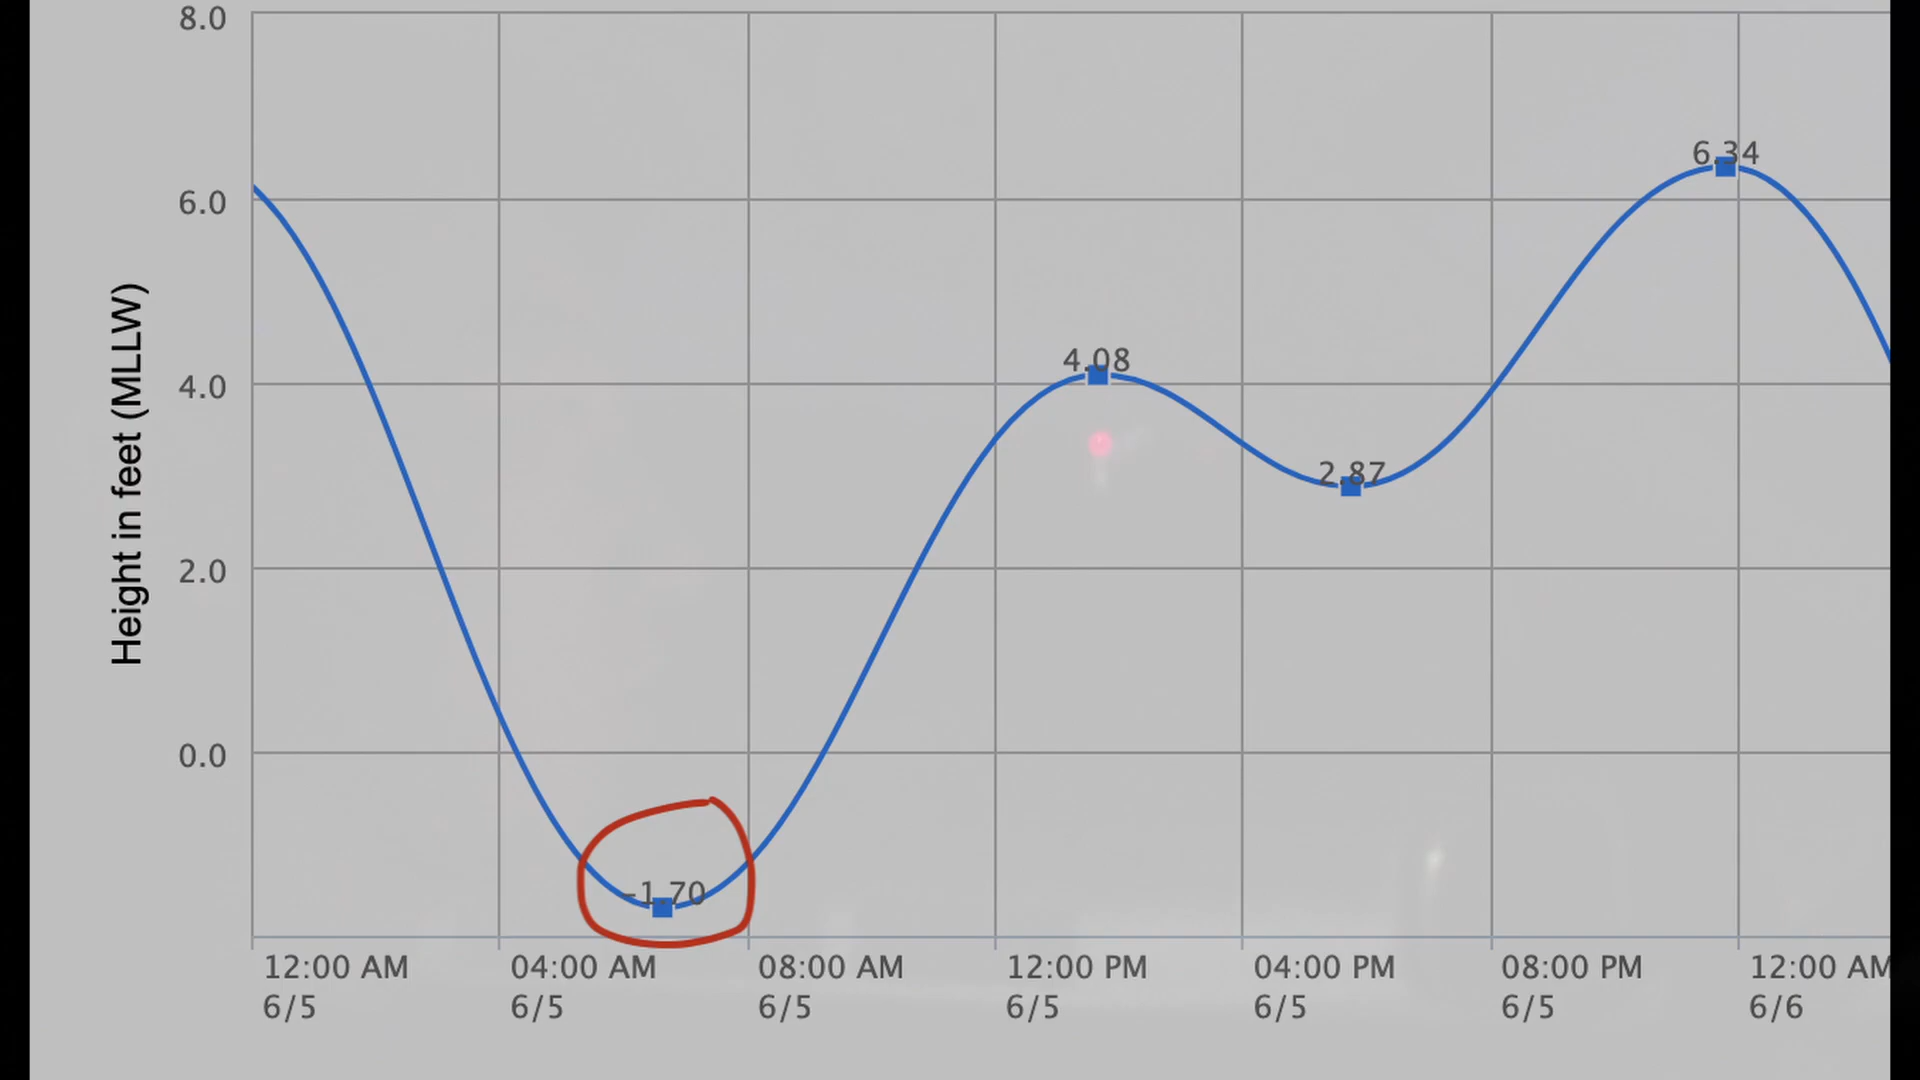 8.0
6.0
4.0
2.0
0.0
Height in feet (MLLW)
6.34
4.08
2.87
-1.70
12:00 AM
6/5
04:00 AM
6/5
08:00 AM
6/5
12:00 PM
6/5
04:00 PM
6/5
08:00 PM
6/5
12:00 AM
6/6